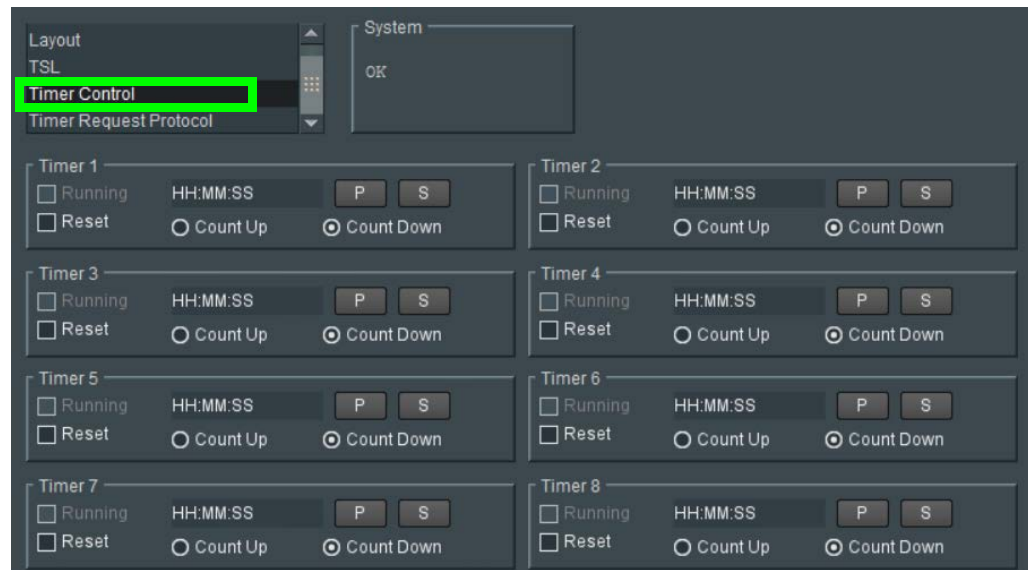 Layout
TSL
Timer Control
Timer Request Protocol
System
OK
Timer 1
Running HH:MM:SS P S
Reset Count Up Count Down
Timer 2
Running HH:MM:SS P S
Reset Count Up Count Down
Timer 3
Running HH:MM:SS P S
Reset Count Up Count Down
Timer 4
Running HH:MM:SS P S
Reset Count Up Count Down
Timer 5
Running HH:MM:SS P S
Reset Count Up Count Down
Timer 6
Running HH:MM:SS P S
Reset Count Up Count Down
Timer 7
Running HH:MM:SS P S
Reset Count Up Count Down
Timer 8
Running HH:MM:SS P S
Reset Count Up Count Down